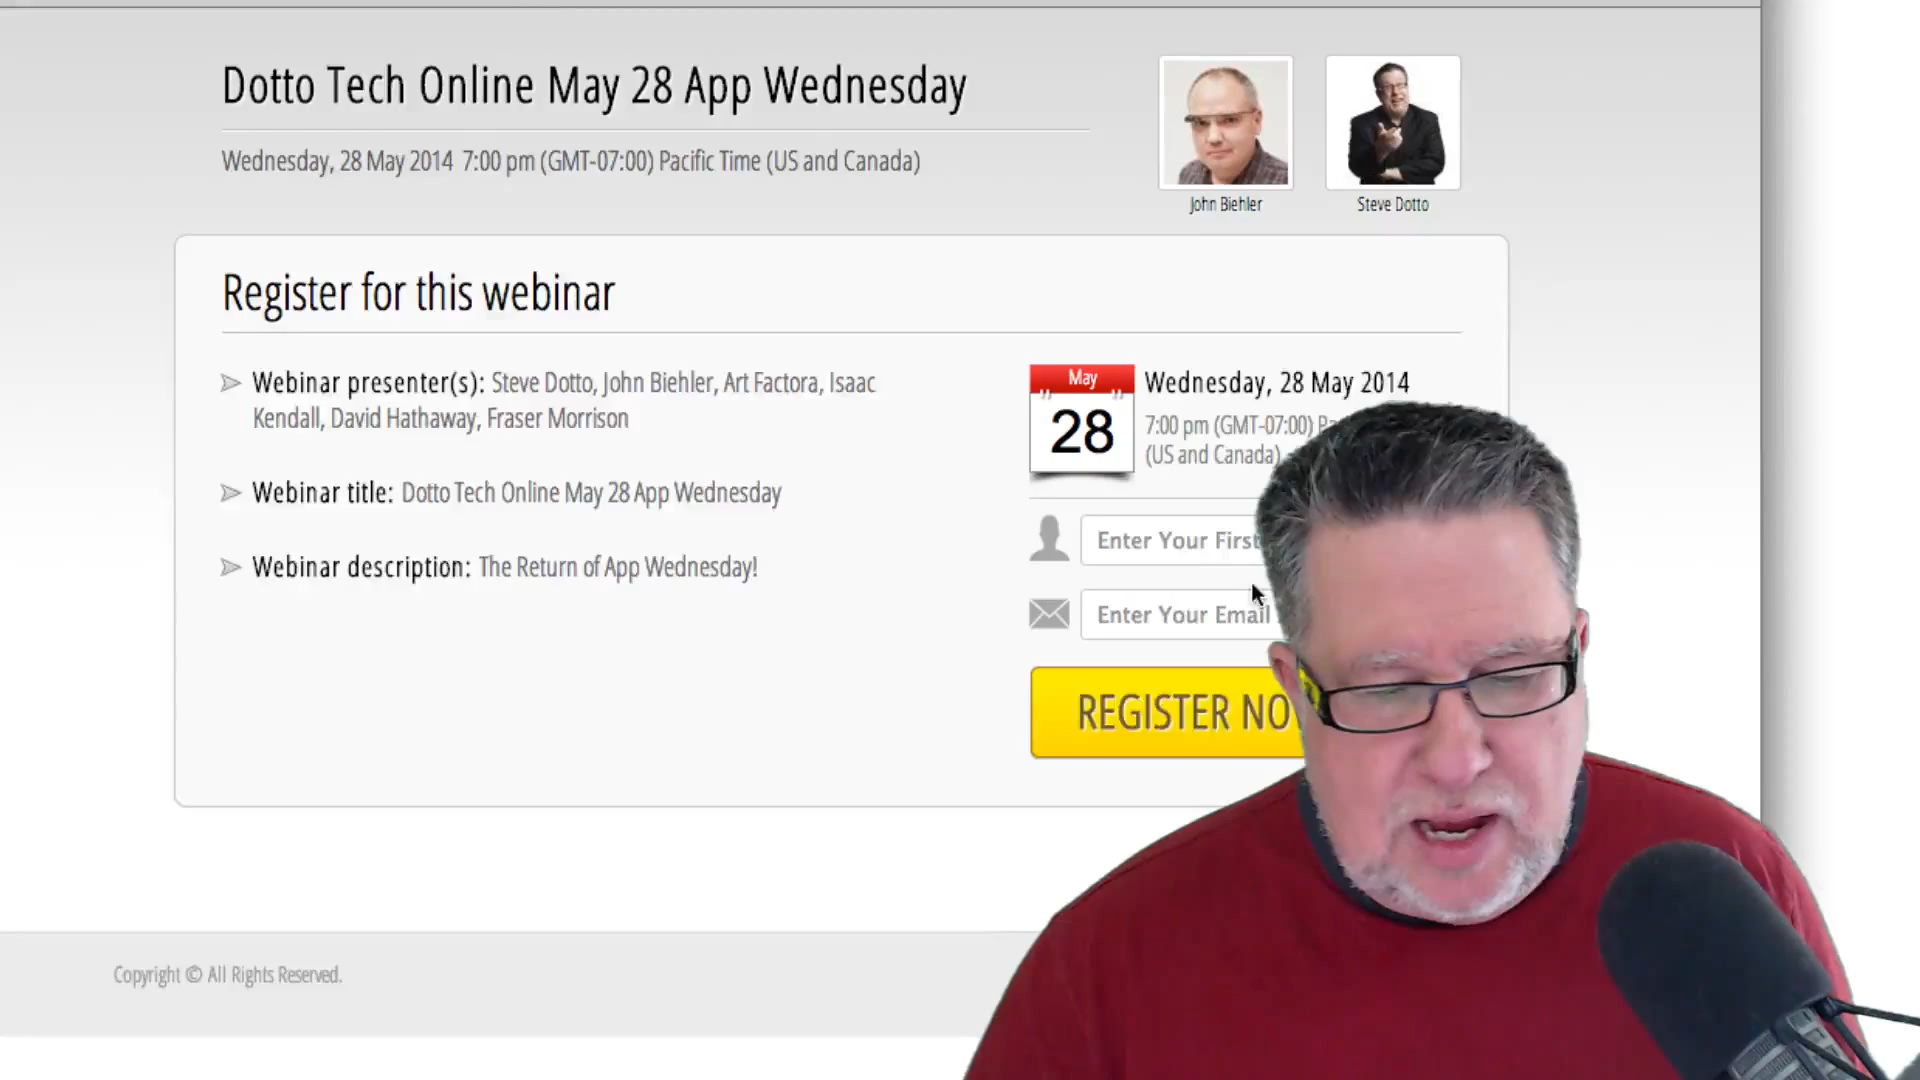 Dotto Tech Online May 28 App Wednesday
Wednesday, 28 May 2014 7:00 pm (GMT-07:00) Pacific Time (US and Canada)
John Biehler
Steve Dotto
Register for this webinar
Webinar presenter(s): Steve Dotto, John Biehler, Art Factora, Isaac
Kendall, David Hathaway, Fraser Morrison
Webinar title: Dotto Tech Online May 28 App Wednesday
Webinar description: The Return of App Wednesday!
May
28
Wednesday, 28 May 2014
7:00 pm (GMT-07:00)
(US and Canada)
Enter Your First
Enter Your Email
REGISTER
Copyright © All Rights Reserved.